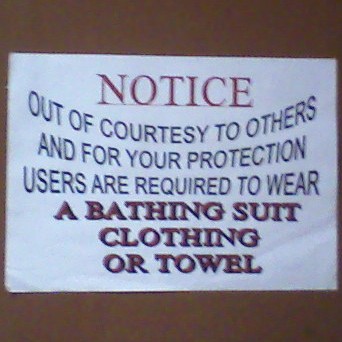 NOTICE
OUT OF COURTESY TO OTHERS
AND FOR YOUR PROTECTION
USERS ARE REQUIRED TO WEAR
A BATHING SUIT
CLOTHING
OR TOWEL